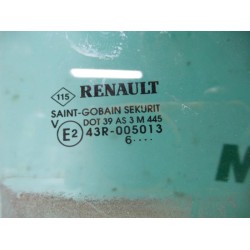 115 RENAULT
SAINT-GOBAIN SEKURIT
V DOT 39 AS 3 M 445
E2 43R-005013
6....
M